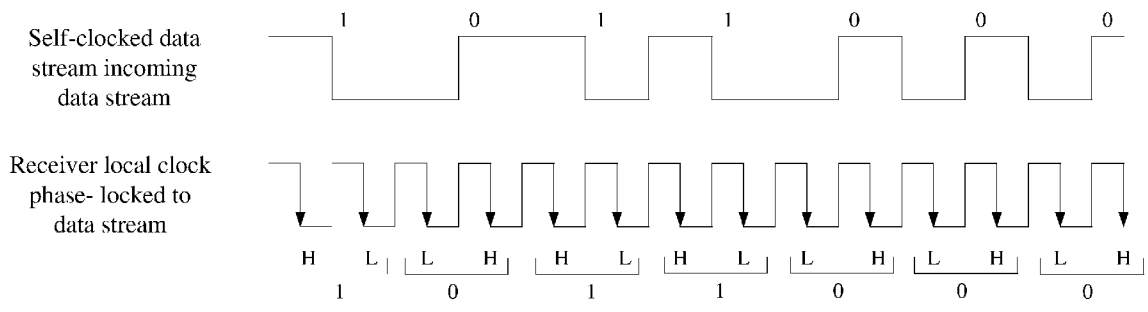 1 0 1 1 0 0 0
Self-clocked data
stream incoming
data stream
Receiver local clock
phase- locked to
data stream
H L L H H L H L L H L H L H
1 0 1 1 0 0 0